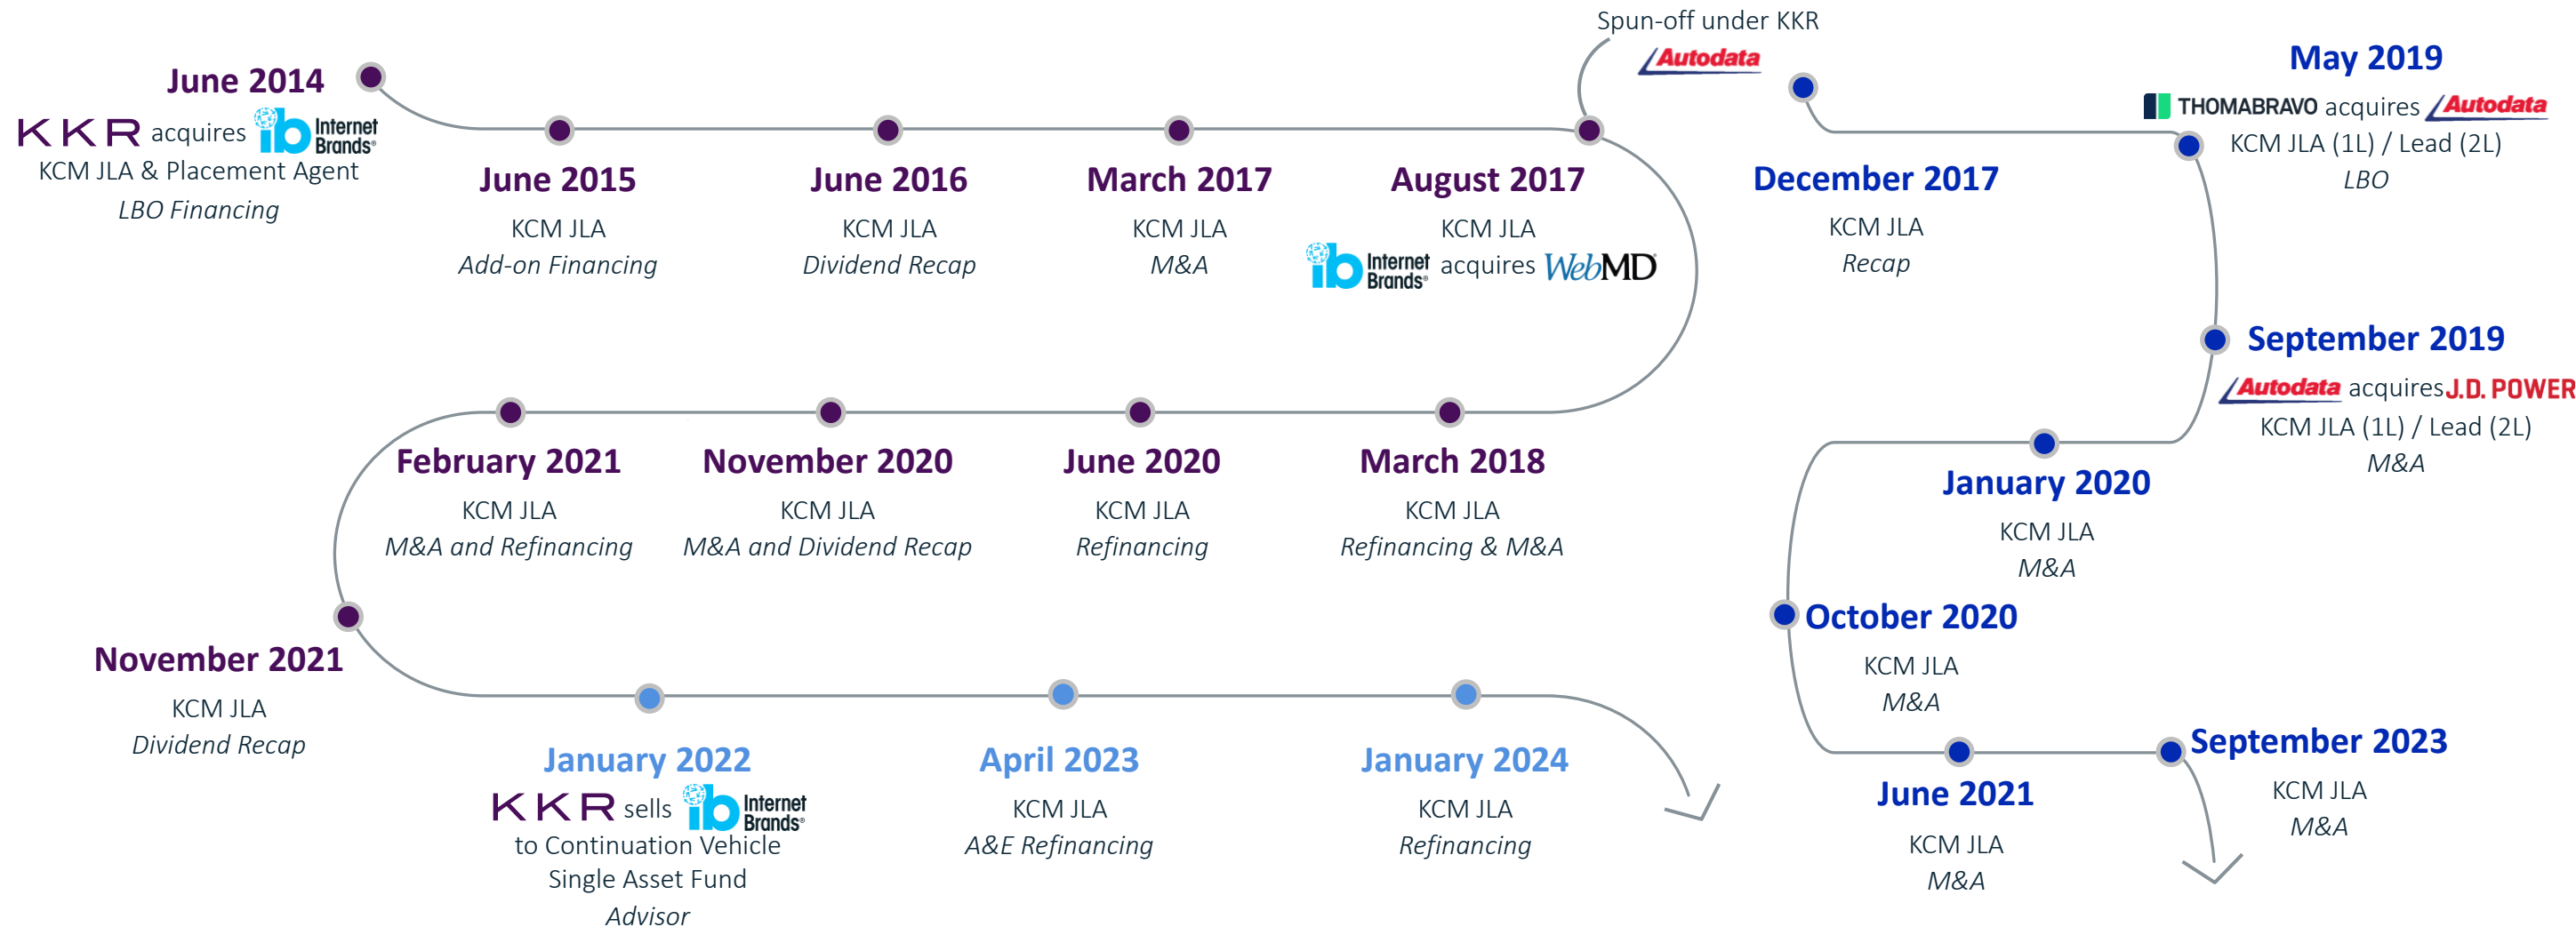 June 2014
KKR acquires ib Internet Brands®
KCM JLA & Placement Agent
LBO Financing
June 2015
KCM JLA
Add-on Financing
June 2016
KCM JLA
Dividend Recap
March 2017
KCM JLA
M&A
August 2017
KCM JLA
ib Internet Brands® acquires WebMD
March 2018
KCM JLA
Refinancing & M&A
June 2020
KCM JLA
Refinancing
November 2020
KCM JLA
M&A and Dividend Recap
February 2021
KCM JLA
M&A and Refinancing
November 2021
KCM JLA
Dividend Recap
January 2022
KKR sells ib Internet Brands®
to Continuation Vehicle
Single Asset Fund
Advisor
April 2023
KCM JLA
A&E Refinancing
January 2024
KCM JLA
Refinancing
Spun-off under KKR
Autodata
December 2017
KCM JLA
Recap
May 2019
THOMABRAVO acquires Autodata
KCM JLA (1L) / Lead (2L)
LBO
September 2019
Autodata acquires J.D. POWER
KCM JLA (1L) / Lead (2L)
M&A
January 2020
KCM JLA
M&A
October 2020
KCM JLA
M&A
June 2021
KCM JLA
M&A
September 2023
KCM JLA
M&A